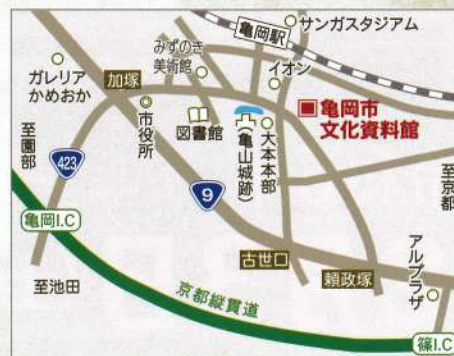 サンガスタジアム
亀岡駅
みずのき
美術館
イオン
ガレリア
かめおか
加塚
市役所
図書館
(亀山城跡)
大本本部
亀岡市
文化資料館
至園部
423
9
至京都
亀岡I.C
古世口
頼政塚
アルプラザ
至池田
京都縦貫道
篠I.C